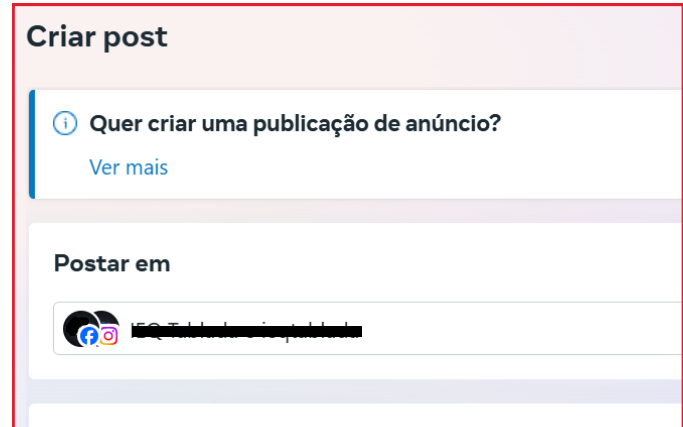 Criar post
Quer criar uma publicação de anúncio?
Ver mais
Postar em